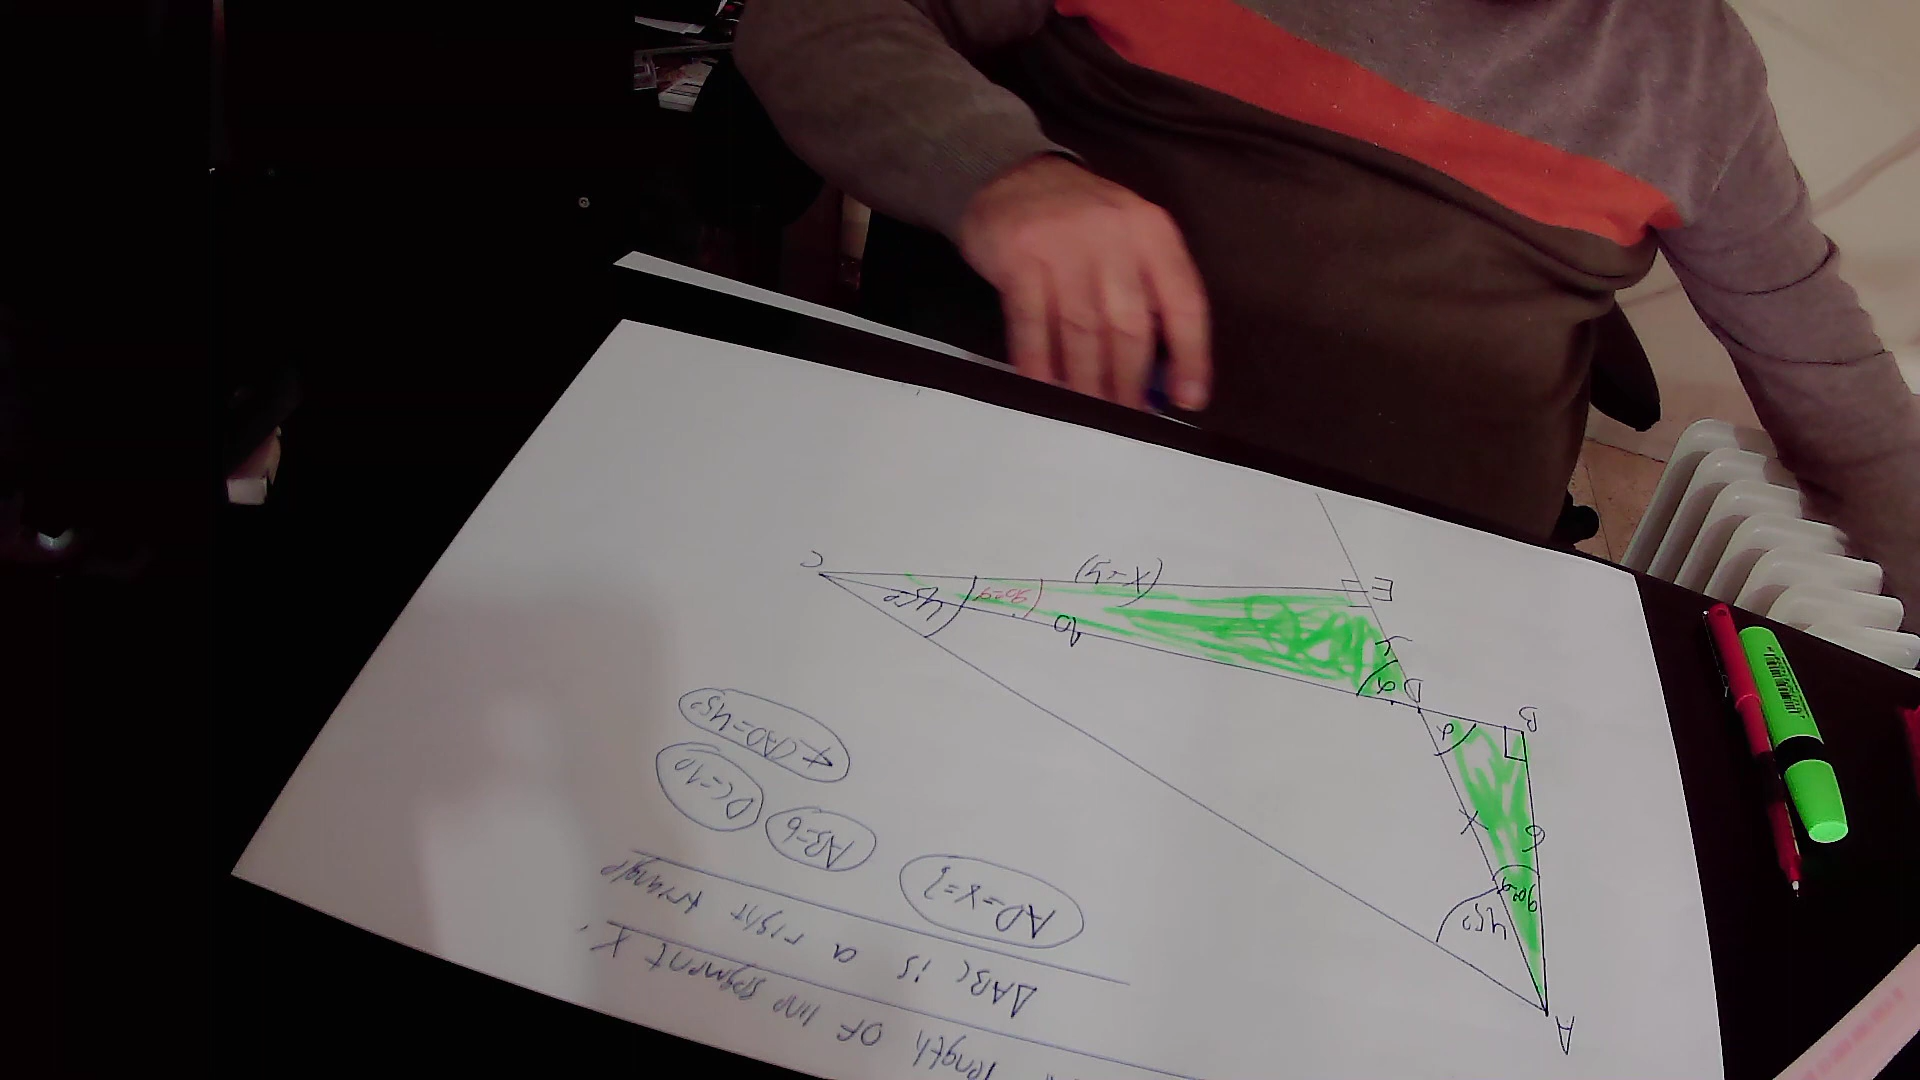 length of line segment X
ΔABC is a right triangle
AD=X=?
AB=6
DC=10
∢CAD=45°
A
45°
90-α
6
X
B
α
D
α
y
E
10
(X+y)
90-α
45°
C